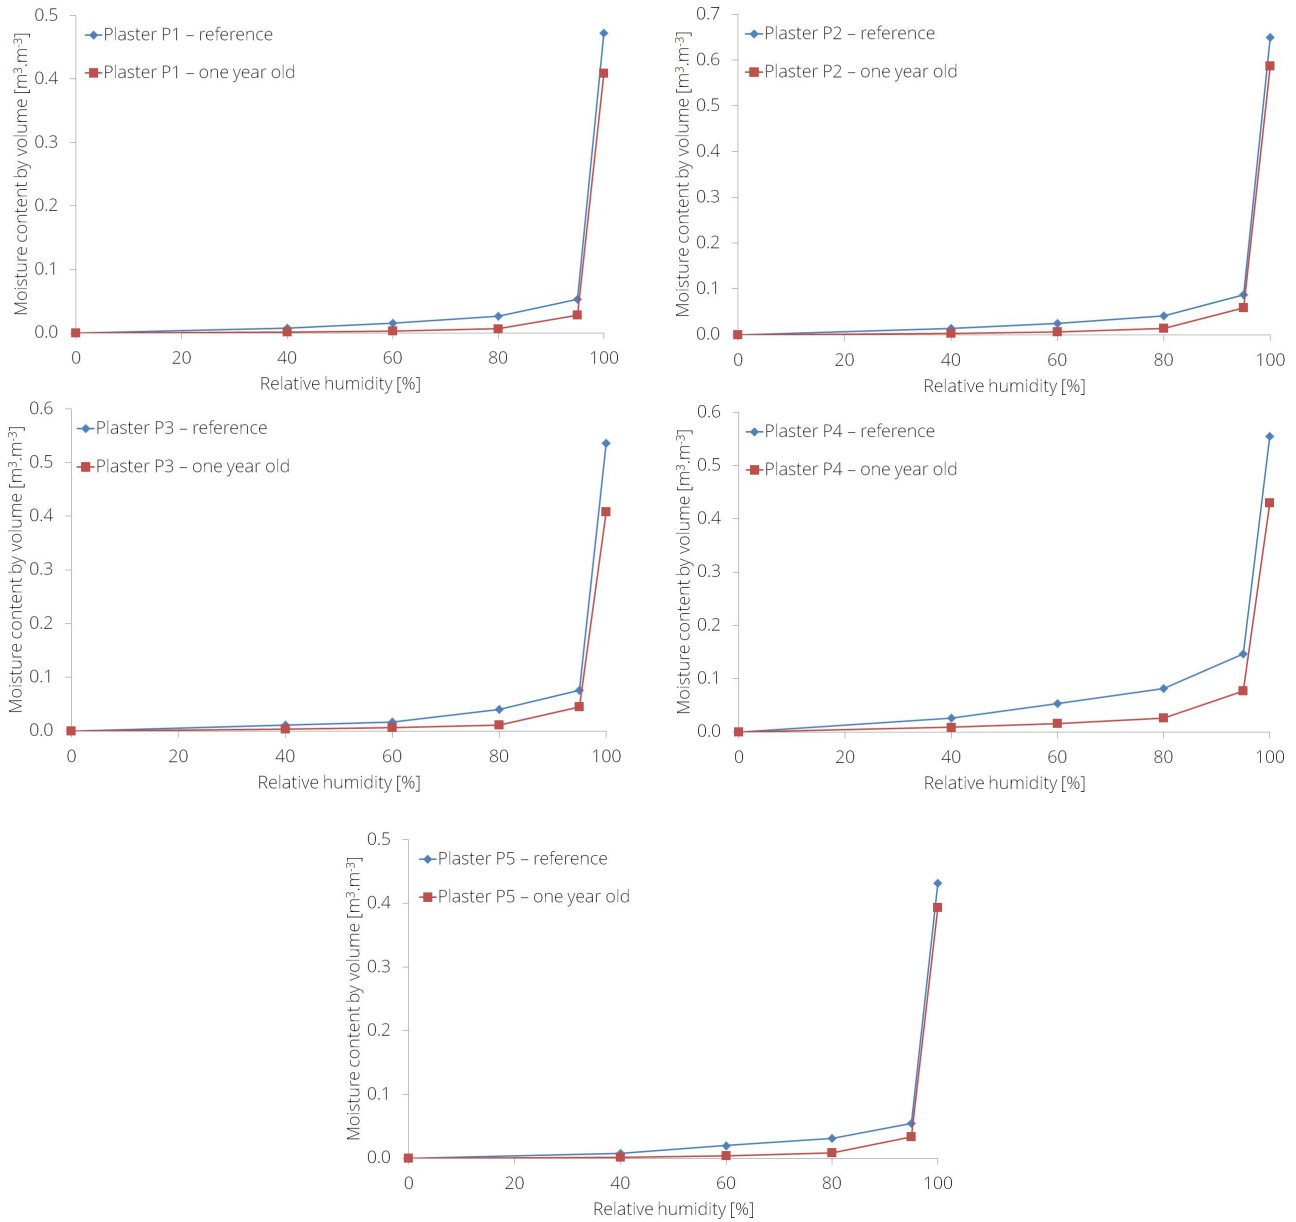 0.5
0.4
0.3
0.2
0.1
0.0
Moisture content by volume [m³.m⁻³]
Plaster P1 – reference
Plaster P1 – one year old
0 20 40 60 80 100
Relative humidity [%]
0.7
0.6
0.5
0.4
0.3
0.2
0.1
0.0
Moisture content by volume [m³.m⁻³]
Plaster P2 – reference
Plaster P2 – one year old
0 20 40 60 80 100
Relative humidity [%]
0.6
0.5
0.4
0.3
0.2
0.1
0.0
Moisture content by volume [m³.m⁻³]
Plaster P3 – reference
Plaster P3 – one year old
0 20 40 60 80 100
Relative humidity [%]
0.6
0.5
0.4
0.3
0.2
0.1
0.0
Moisture content by volume [m³.m⁻³]
Plaster P4 – reference
Plaster P4 – one year old
0 20 40 60 80 100
Relative humidity [%]
0.5
0.4
0.3
0.2
0.1
0.0
Moisture content by volume [m³.m⁻³]
Plaster P5 – reference
Plaster P5 – one year old
0 20 40 60 80 100
Relative humidity [%]